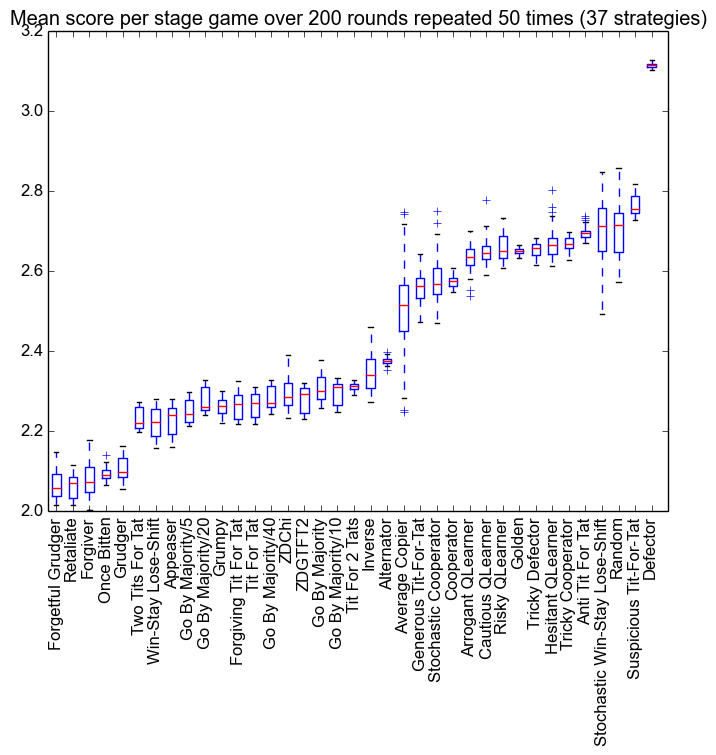 Mean score per stage game over 200 rounds repeated 50 times (37 strategies)
3.2
3.0
2.8
2.6
2.4
2.2
2.0
Forgetful Grudger
Retaliate
Forgiver
Once Bitten
Grudger
Two Tits For Tat
Win-Stay Lose-Shift
Appeaser
Go By Majority/5
Go By Majority/20
Grumpy
Forgiving Tit For Tat
Tit For Tat
Go By Majority/40
ZDChi
ZDGTFT2
Go By Majority
Go By Majority/10
Tit For 2 Tats
Inverse
Alternator
Average Copier
Generous Tit-For-Tat
Stochastic Cooperator
Cooperator
Arrogant QLearner
Cautious QLearner
Risky QLearner
Golden
Tricky Defector
Hesitant QLearner
Tricky Cooperator
Anti Tit For Tat
Stochastic Win-Stay Lose-Shift
Random
Suspicious Tit-For-Tat
Defector